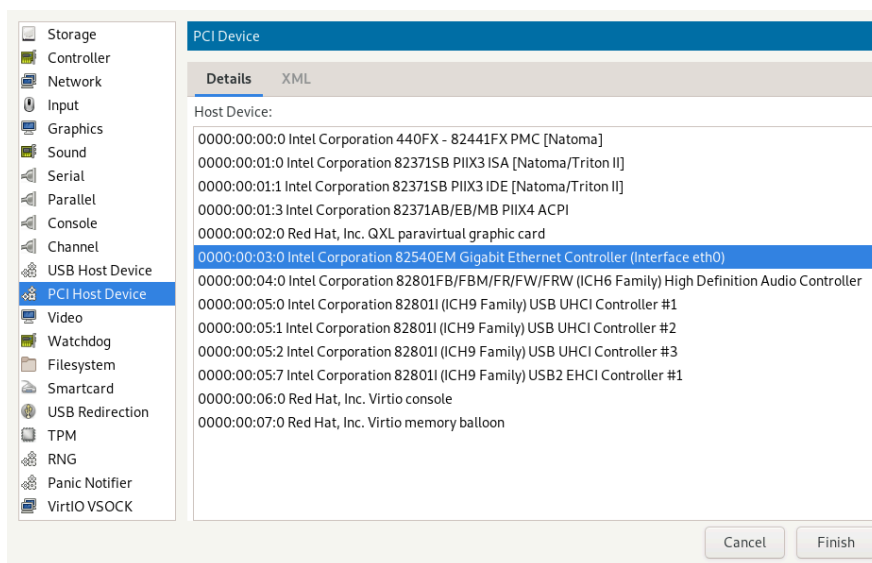 Storage
Controller
Network
Input
Graphics
Sound
Serial
Parallel
Console
Channel
USB Host Device
PCI Host Device
Video
Watchdog
Filesystem
Smartcard
USB Redirection
TPM
RNG
Panic Notifier
VirtIO VSOCK
PCI Device
Details XML
Host Device:
0000:00:00:0 Intel Corporation 440FX - 82441FX PMC [Natoma]
0000:00:01:0 Intel Corporation 82371SB PIIX3 ISA [Natoma/Triton II]
0000:00:01:1 Intel Corporation 82371SB PIIX3 IDE [Natoma/Triton II]
0000:00:01:3 Intel Corporation 82371AB/EB/MB PIIX4 ACPI
0000:00:02:0 Red Hat, Inc. QXL paravirtual graphic card
0000:00:03:0 Intel Corporation 82540EM Gigabit Ethernet Controller (Interface eth0)
0000:00:04:0 Intel Corporation 82801FB/FBM/FR/FW/FRW (ICH6 Family) High Definition Audio Controller
0000:00:05:0 Intel Corporation 82801I (ICH9 Family) USB UHCI Controller #1
0000:00:05:1 Intel Corporation 82801I (ICH9 Family) USB UHCI Controller #2
0000:00:05:2 Intel Corporation 82801I (ICH9 Family) USB UHCI Controller #3
0000:00:05:7 Intel Corporation 82801I (ICH9 Family) USB2 EHCI Controller #1
0000:00:06:0 Red Hat, Inc. Virtio console
0000:00:07:0 Red Hat, Inc. Virtio memory balloon
Cancel Finish